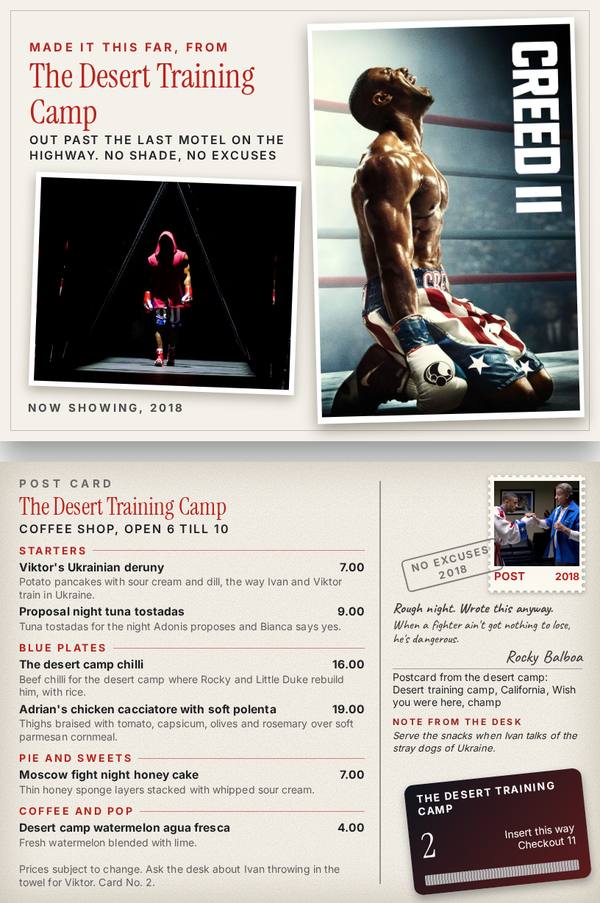 MADE IT THIS FAR, FROM
The Desert Training
Camp
OUT PAST THE LAST MOTEL ON THE
HIGHWAY. NO SHADE, NO EXCUSES
CREED II
CRE
NOW SHOWING, 2018
POST CARD
The Desert Training Camp
COFFEE SHOP, OPEN 6 TILL 10
STARTERS
Viktor's Ukrainian deruny 7.00
Potato pancakes with sour cream and dill, the way Ivan and Viktor
train in Ukraine.
Proposal night tuna tostadas 9.00
Tuna tostadas for the night Adonis proposes and Bianca says yes.
BLUE PLATES
The desert camp chilli 16.00
Beef chilli for the desert camp where Rocky and Little Duke rebuild
him, with rice.
Adrian's chicken cacciatore with soft polenta 19.00
Thighs braised with tomato, capsicum, olives and rosemary over soft
parmesan cornmeal.
PIE AND SWEETS
Moscow fight night honey cake 7.00
Thin honey sponge layers stacked with whipped sour cream.
COFFEE AND POP
Desert camp watermelon agua fresca 4.00
Fresh watermelon blended with lime.
Prices subject to change. Ask the desk about Ivan throwing in the
towel for Viktor. Card No. 2.
POST 2018
NO EXCUSES
2018
Rough night. Wrote this anyway.
When a fighter ain't got nothing to lose,
he's dangerous.
Rocky Balboa
Postcard from the desert camp:
Desert training camp, California, Wish
you were here, champ
NOTE FROM THE DESK
Serve the snacks when Ivan talks of the
stray dogs of Ukraine.
THE DESERT TRAINING
CAMP
2
Insert this way
Checkout 11